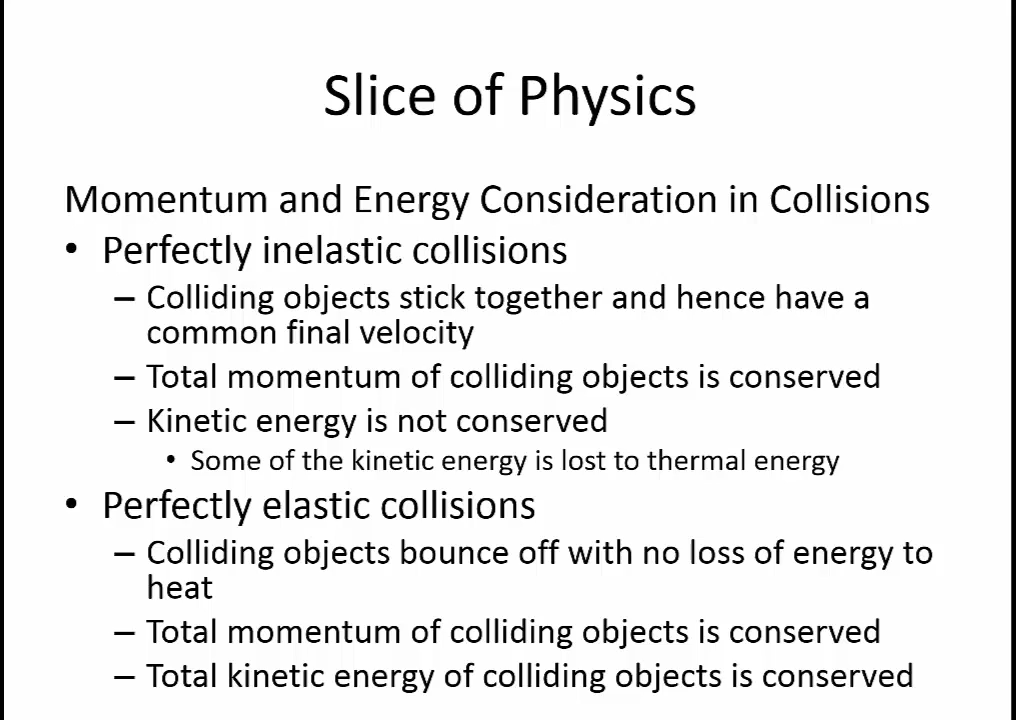 Slice of Physics
Momentum and Energy Consideration in Collisions
• Perfectly inelastic collisions
– Colliding objects stick together and hence have a
common final velocity
– Total momentum of colliding objects is conserved
– Kinetic energy is not conserved
• Some of the kinetic energy is lost to thermal energy
• Perfectly elastic collisions
– Colliding objects bounce off with no loss of energy to
heat
– Total momentum of colliding objects is conserved
– Total kinetic energy of colliding objects is conserved